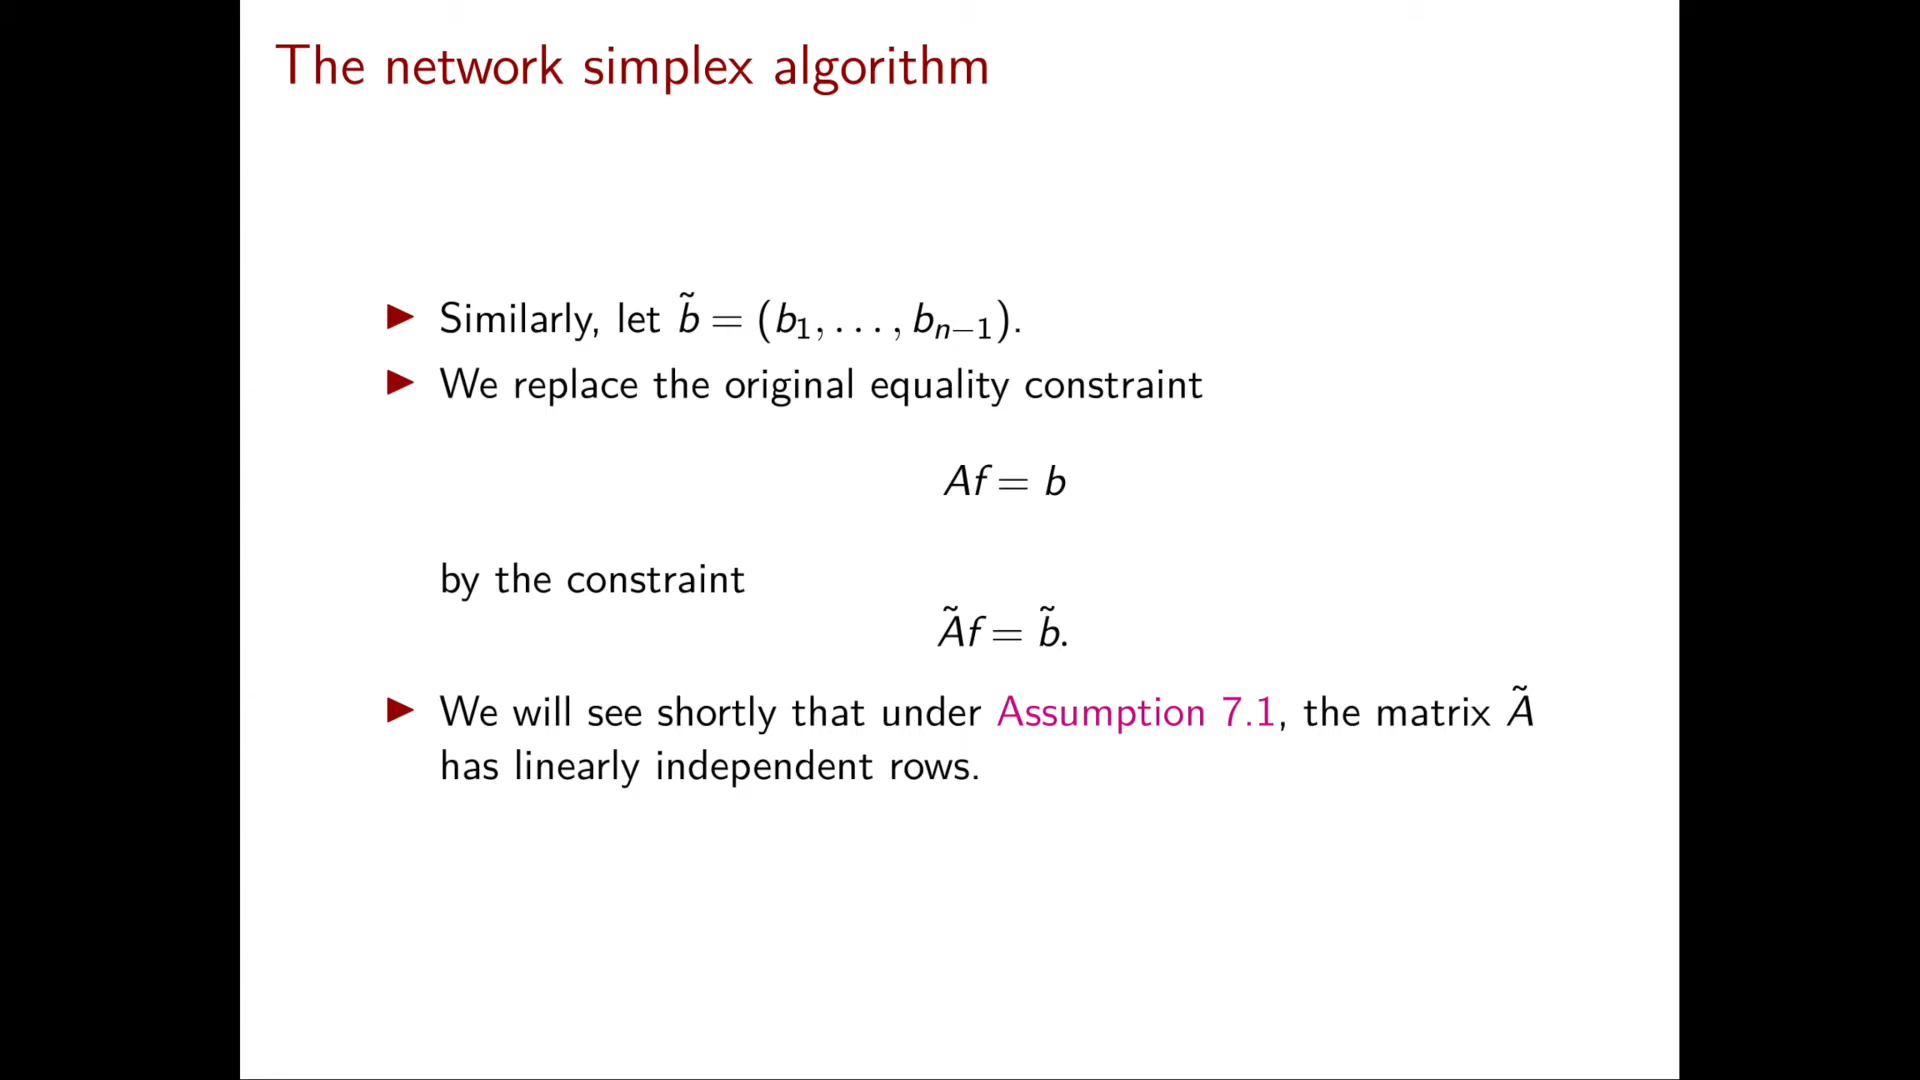 The network simplex algorithm
▶ Similarly, let b̃ = (b₁, . . . , bₙ₋₁).
▶ We replace the original equality constraint
Af = b
by the constraint
Ãf = b̃.
▶ We will see shortly that under Assumption 7.1, the matrix Ã
has linearly independent rows.